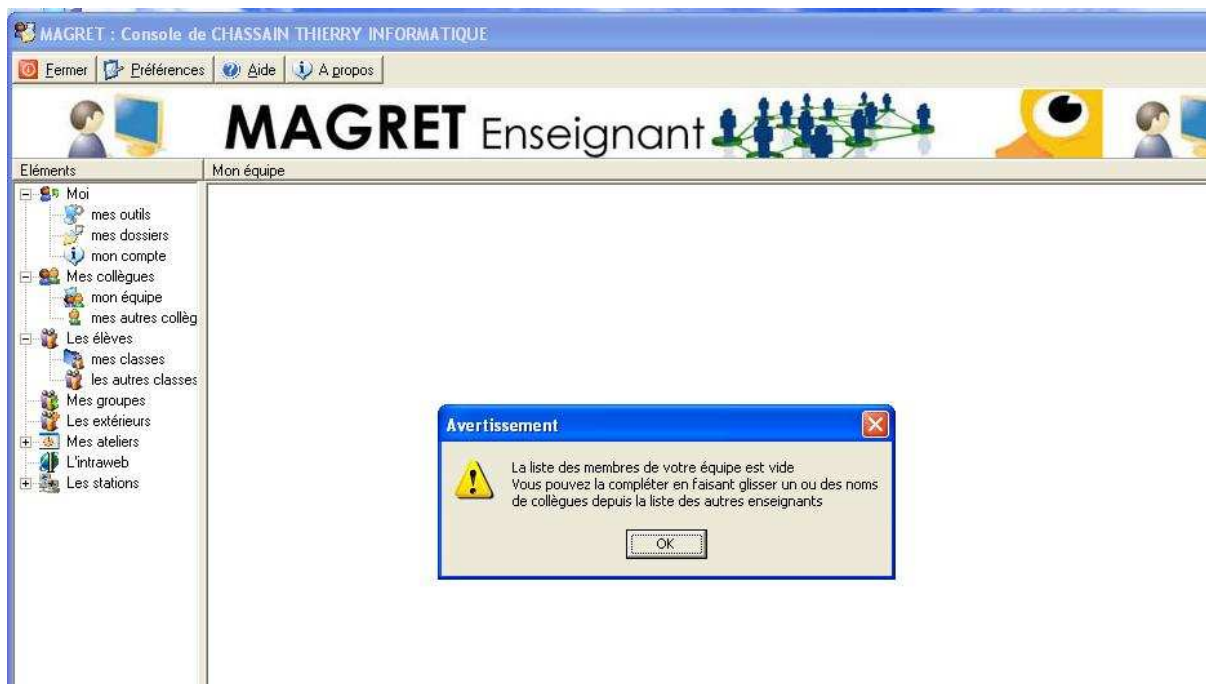 MAGRET : Console de CHASSAIN THIERRY INFORMATIQUE
Fermer Préférences Aide A propos
MAGRET Enseignant
Eléments Mon équipe
Moi
mes outils
mes dossiers
mon compte
Mes collègues
mon équipe
mes autres collèg
Les élèves
mes classes
les autres classes
Mes groupes
Les extérieurs
Mes ateliers
L'intraweb
Les stations
Avertissement
La liste des membres de votre équipe est vide
Vous pouvez la compléter en faisant glisser un ou des noms
de collègues depuis la liste des autres enseignants
OK